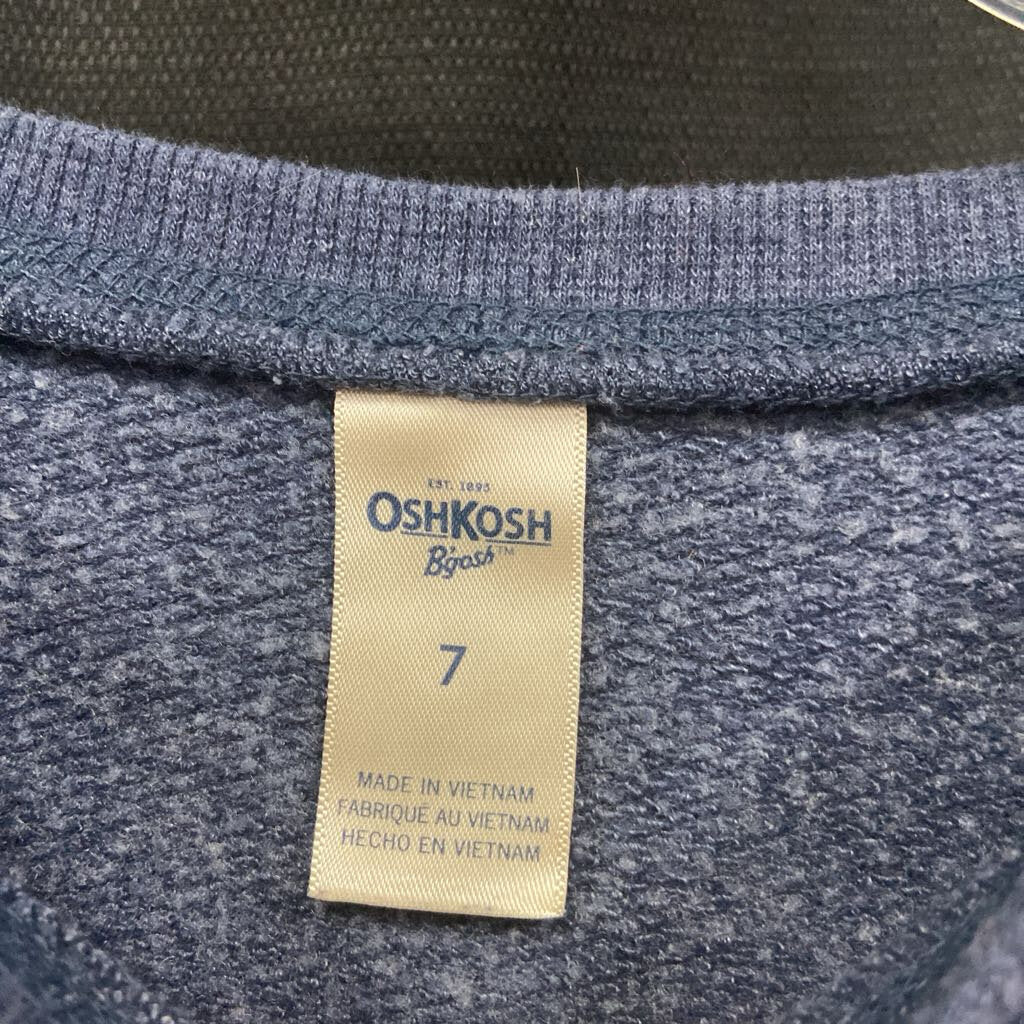 EST. 1895
OSHKOSH
B'gosh™
7
MADE IN VIETNAM
FABRIQUÉ AU VIETNAM
HECHO EN VIETNAM